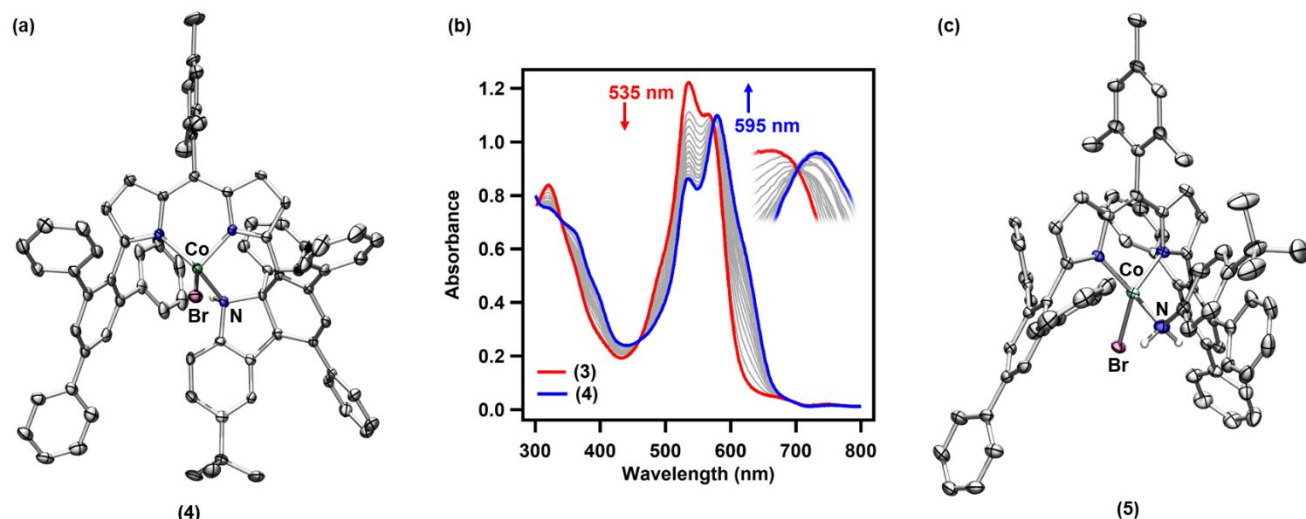 (a)
Co
Br
N
(4)
(b)
1.2
1.0
0.8
0.6
0.4
0.2
0.0
Absorbance
535 nm
595 nm
(3)
(4)
300
400
500
600
700
800
Wavelength (nm)
(c)
Co
N
Br
(5)